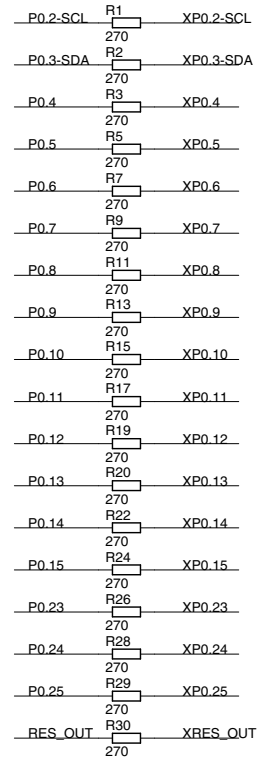 R1
P0.2-SCL XP0.2-SCL
270
R2
P0.3-SDA XP0.3-SDA
270
R3
P0.4 XP0.4
270
R5
P0.5 XP0.5
270
R7
P0.6 XP0.6
270
R9
P0.7 XP0.7
270
R11
P0.8 XP0.8
270
R13
P0.9 XP0.9
270
R15
P0.10 XP0.10
270
R17
P0.11 XP0.11
270
R19
P0.12 XP0.12
270
R20
P0.13 XP0.13
270
R22
P0.14 XP0.14
270
R24
P0.15 XP0.15
270
R26
P0.23 XP0.23
270
R28
P0.24 XP0.24
270
R29
P0.25 XP0.25
270
R30
RES_OUT XRES_OUT
270